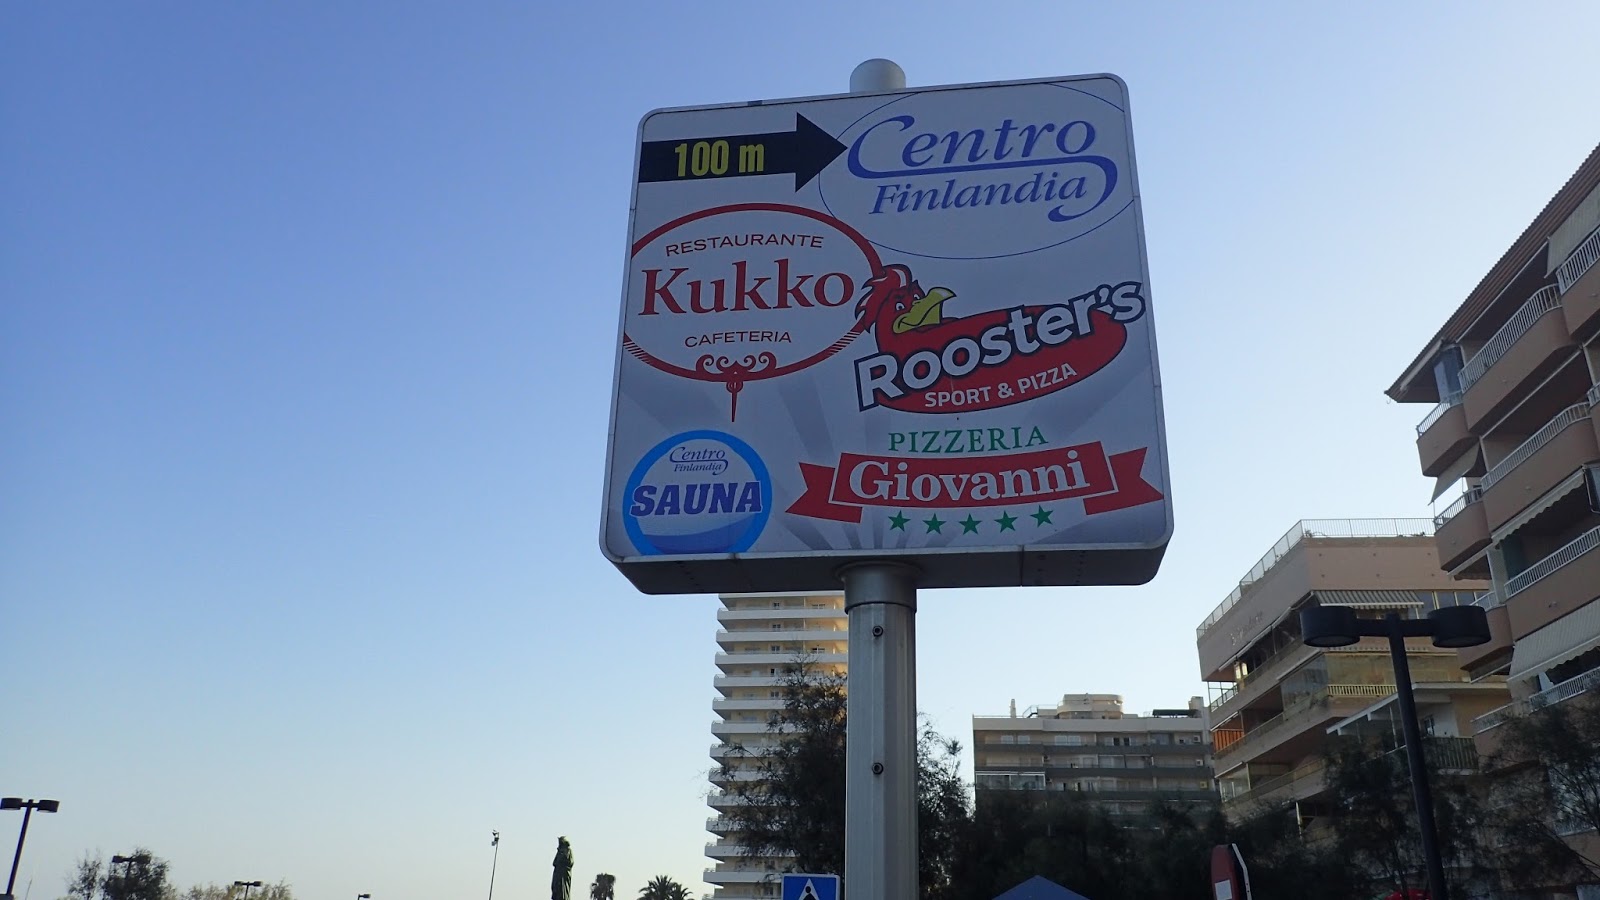 100 m
Centro
Finlandia
RESTAURANTE
Kukko
CAFETERIA
ROOSTER'S
SPORT & PIZZA
PIZZERIA
Giovanni
Centro
Finlandia
SAUNA